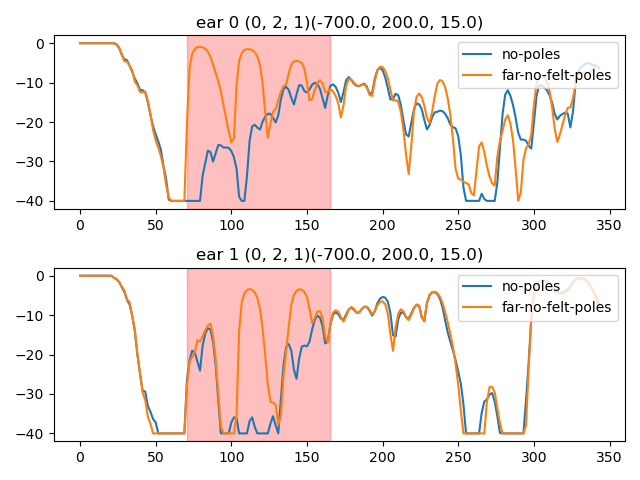 ear 0 (0, 2, 1)(-700.0, 200.0, 15.0)
0
−10
−20
−30
−40
no-poles
far-no-felt-poles
0 50 100 150 200 250 300 350
ear 1 (0, 2, 1)(-700.0, 200.0, 15.0)
0
−10
−20
−30
−40
no-poles
far-no-felt-poles
0 50 100 150 200 250 300 350